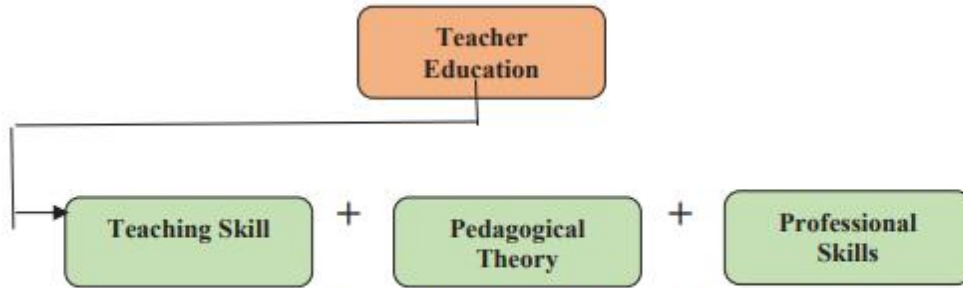 Teacher
Education
Teaching Skill + Pedagogical
Theory + Professional
Skills